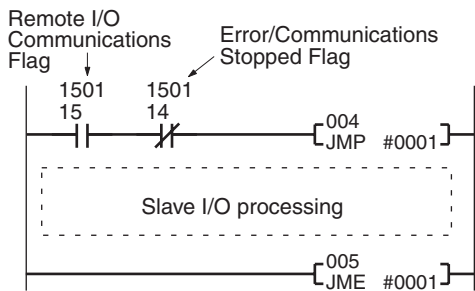 Remote I/O
Communications
Flag
Error/Communications
Stopped Flag
1501
15
1501
14
004
JMP #0001
Slave I/O processing
005
JME #0001